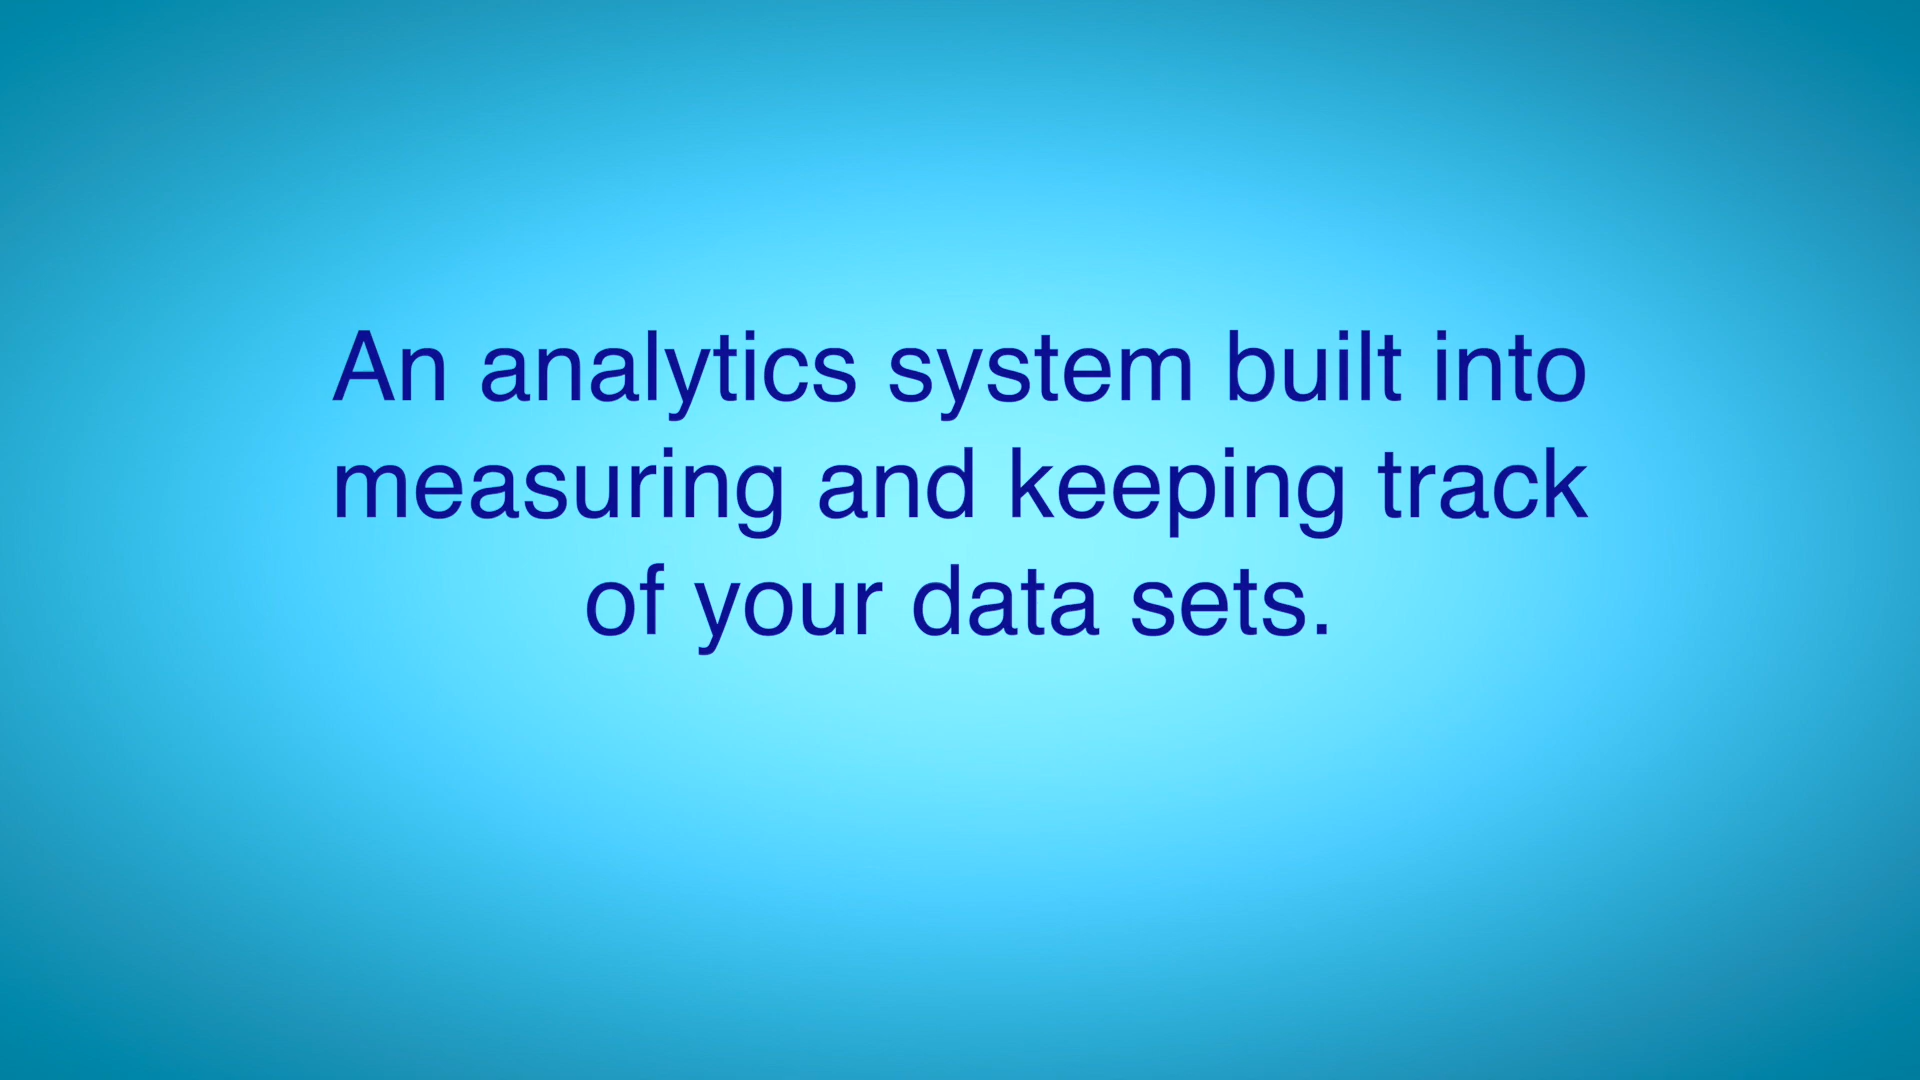 An analytics system built into
measuring and keeping track
of your data sets.